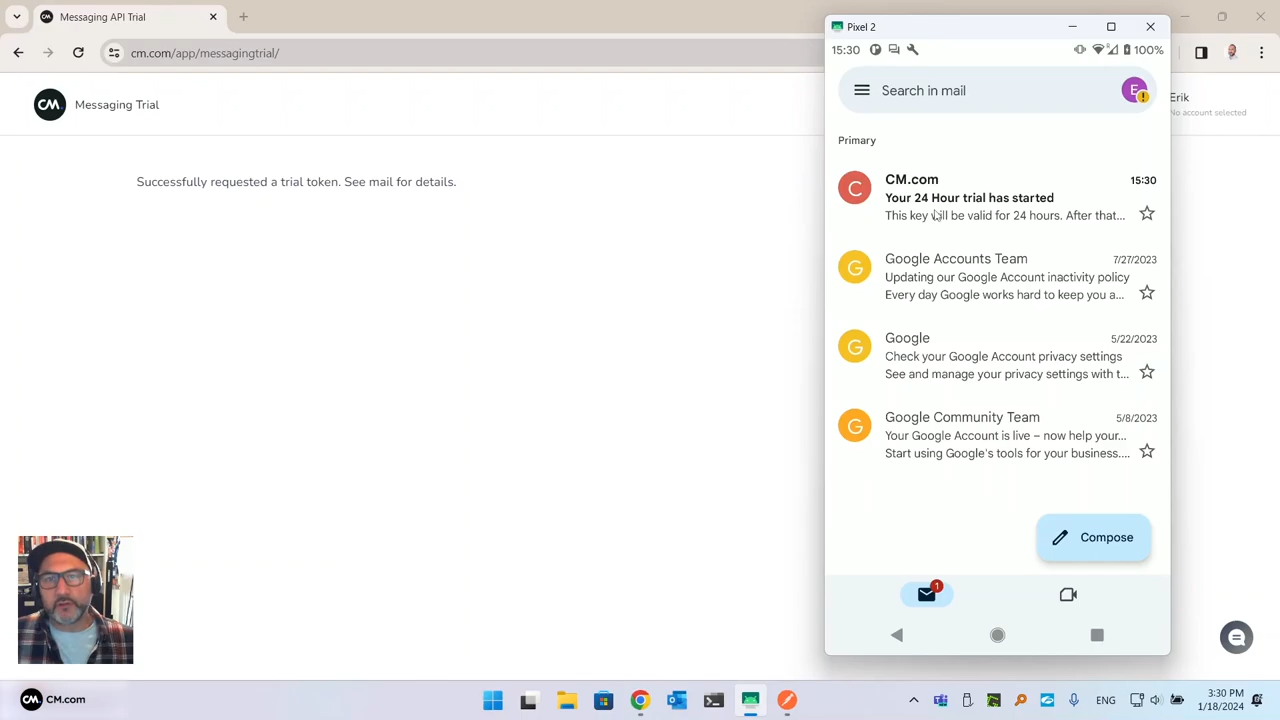 Messaging API Trial
cm.com/app/messagingtrial/
CM.
Messaging Trial
Erik
No account selected
Successfully requested a trial token. See mail for details.
Pixel 2
15:30
100%
Search in mail
E
Primary
C
CM.com
15:30
Your 24 Hour trial has started
This key will be valid for 24 hours. After that...
G
Google Accounts Team
7/27/2023
Updating our Google Account inactivity policy
Every day Google works hard to keep you a...
G
Google
5/22/2023
Check your Google Account privacy settings
See and manage your privacy settings with t...
G
Google Community Team
5/8/2023
Your Google Account is live – now help your...
Start using Google's tools for your business....
Compose
1
CM.
CM.com
ENG
3:30 PM
1/18/2024